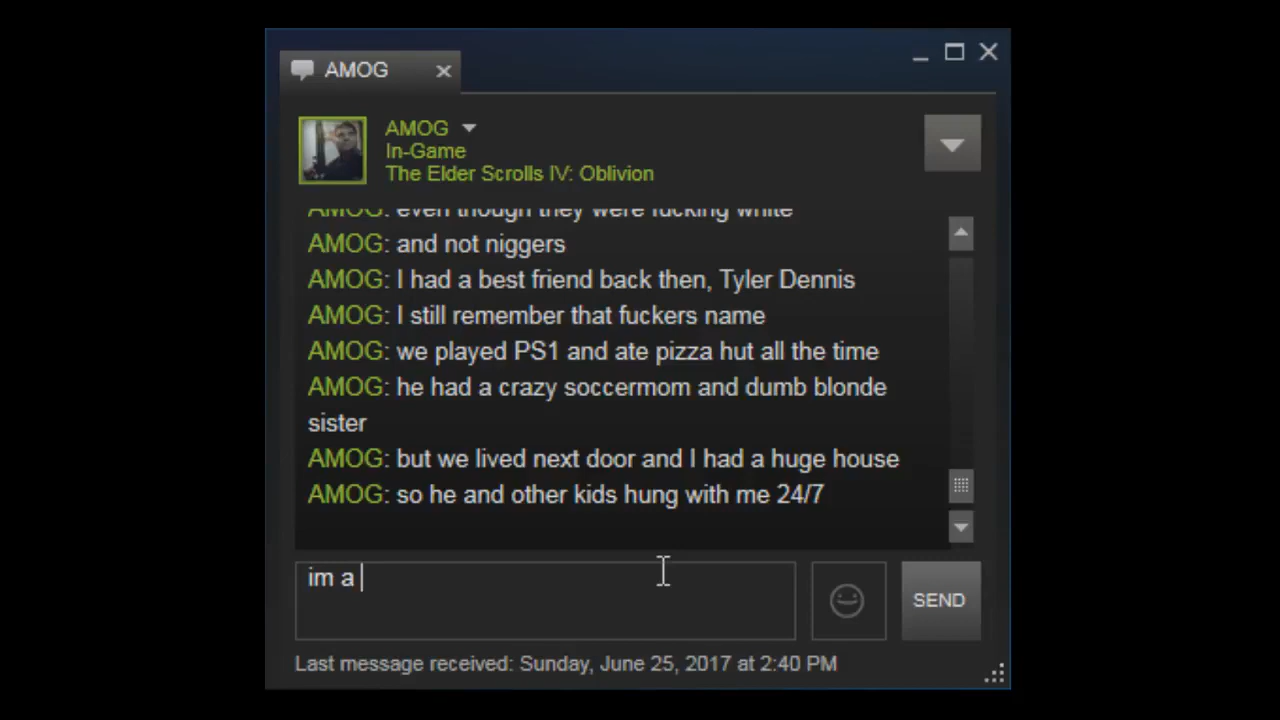 AMOG
AMOG
In-Game
The Elder Scrolls IV: Oblivion
AMOG: even though they were fucking white
AMOG: and not niggers
AMOG: I had a best friend back then, Tyler Dennis
AMOG: I still remember that fuckers name
AMOG: we played PS1 and ate pizza hut all the time
AMOG: he had a crazy soccermom and dumb blonde
sister
AMOG: but we lived next door and I had a huge house
AMOG: so he and other kids hung with me 24/7
im a
SEND
Last message received: Sunday, June 25, 2017 at 2:40 PM